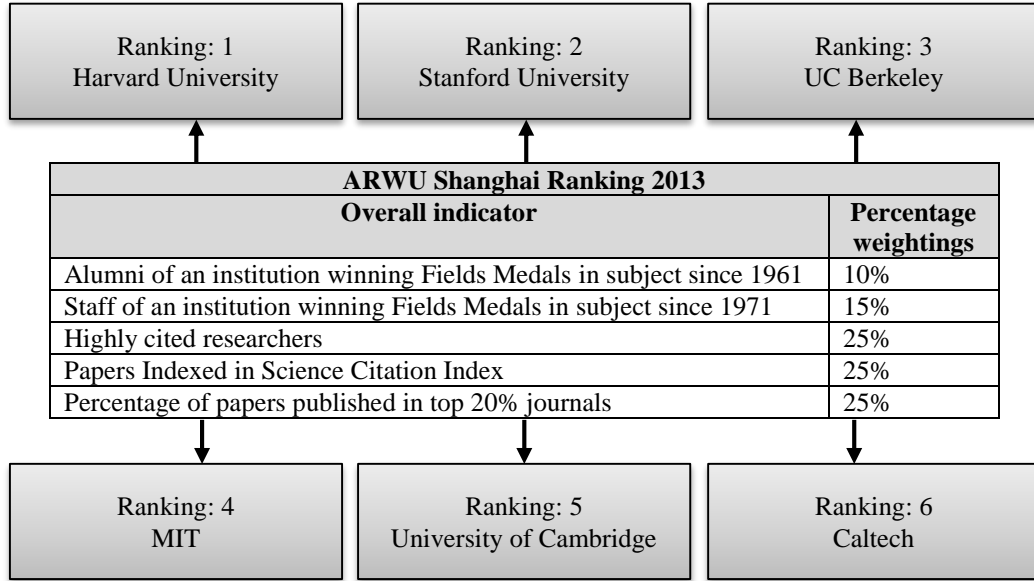 Ranking: 1
Harvard University
Ranking: 2
Stanford University
Ranking: 3
UC Berkeley
ARWU Shanghai Ranking 2013
Overall indicator
Percentage
weightings
Alumni of an institution winning Fields Medals in subject since 1961 10%
Staff of an institution winning Fields Medals in subject since 1971 15%
Highly cited researchers 25%
Papers Indexed in Science Citation Index 25%
Percentage of papers published in top 20% journals 25%
Ranking: 4
MIT
Ranking: 5
University of Cambridge
Ranking: 6
Caltech